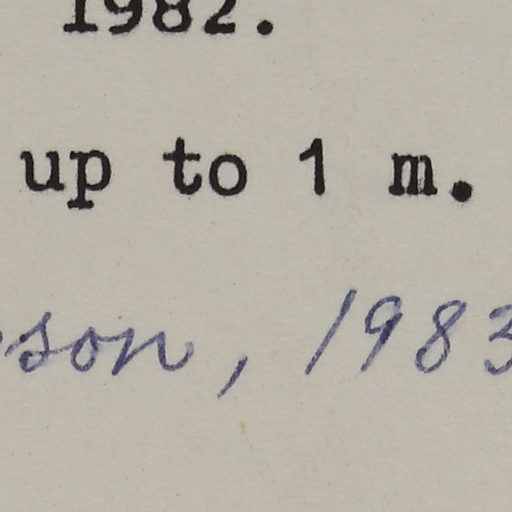 1982.
up to 1 m.
son, 1983